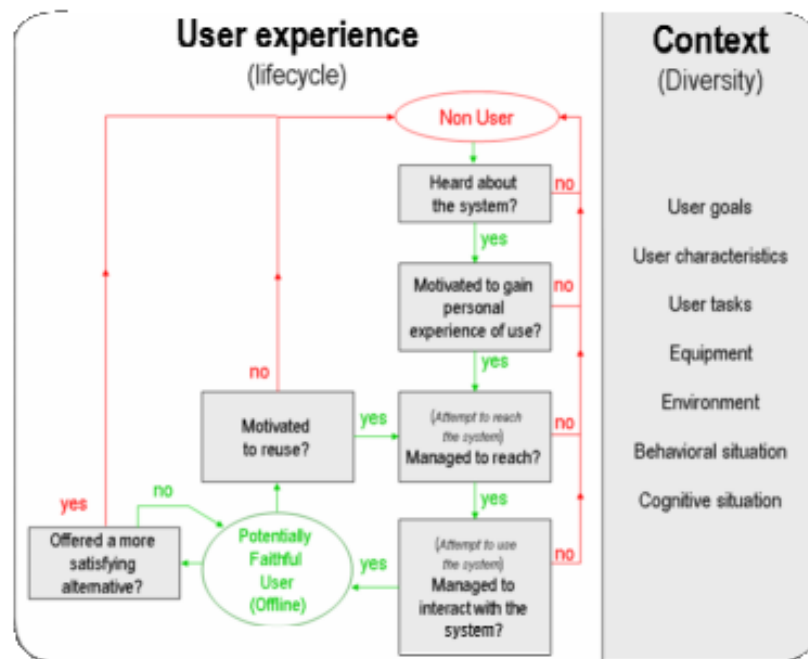 User experience
(lifecycle)
Context
(Diversity)
Non User
Heard about
the system?
no
yes
Motivated to gain
personal
experience of use?
no
yes
no
Motivated
to reuse?
yes
(Attempt to reach
the system)
Managed to reach?
no
yes
yes
no
Offered a more
satisfying
alternative?
Potentially
Faithful
User
(Offline)
yes
(Attempt to use
the system)
Managed to
interact with the
system?
no
User goals
User characteristics
User tasks
Equipment
Environment
Behavioral situation
Cognitive situation